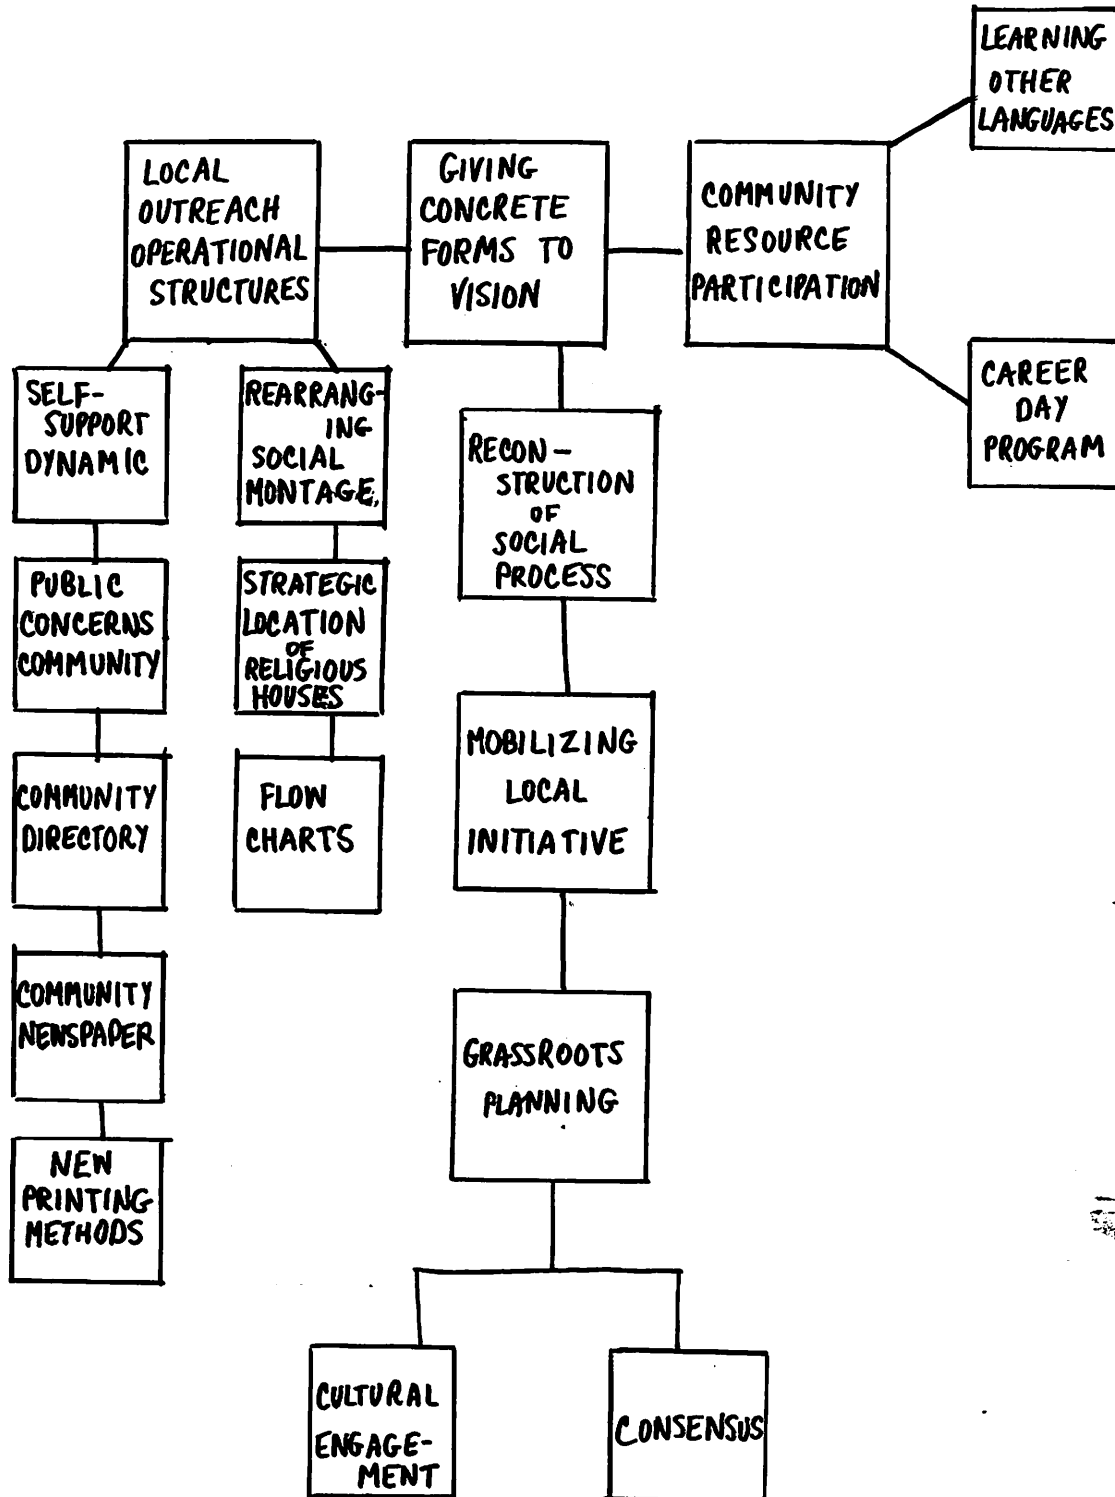 LEARNING
OTHER
LANGUAGES
LOCAL
OUTREACH
OPERATIONAL
STRUCTURES
GIVING
CONCRETE
FORMS TO
VISION
COMMUNITY
RESOURCE
PARTICIPATION
CAREER
DAY
PROGRAM
SELF-
SUPPORT
DYNAMIC
REARRANG-
ING
SOCIAL
MONTAGE
RECON-
STRUCTION
OF
SOCIAL
PROCESS
PUBLIC
CONCERNS
COMMUNITY
STRATEGIC
LOCATION
OF
RELIGIOUS
HOUSES
MOBILIZING
LOCAL
INITIATIVE
COMMUNITY
DIRECTORY
FLOW
CHARTS
COMMUNITY
NEWSPAPER
GRASSROOTS
PLANNING
NEW
PRINTING
METHODS
CULTURAL
ENGAGE-
MENT
CONSENSUS